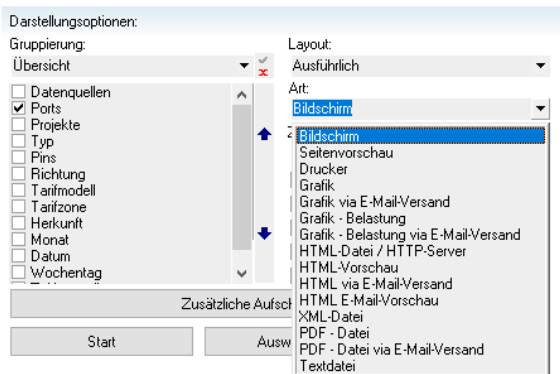 Darstellungsoptionen:
Gruppierung:
Übersicht
Datenquellen
Ports
Projekte
Typ
Pins
Richtung
Tarifmodell
Tarifzone
Herkunft
Monat
Datum
Wochentag
Layout:
Ausführlich
Art:
Bildschirm
Bildschirm
Seitenvorschau
Drucker
Grafik
Grafik via E-Mail-Versand
Grafik - Belastung
Grafik - Belastung via E-Mail-Versand
HTML-Datei / HTTP-Server
HTML-Vorschau
HTML via E-Mail-Versand
HTML E-Mail-Vorschau
XML-Datei
PDF - Datei
PDF - Datei via E-Mail-Versand
Textdatei
Zusätzliche
Start